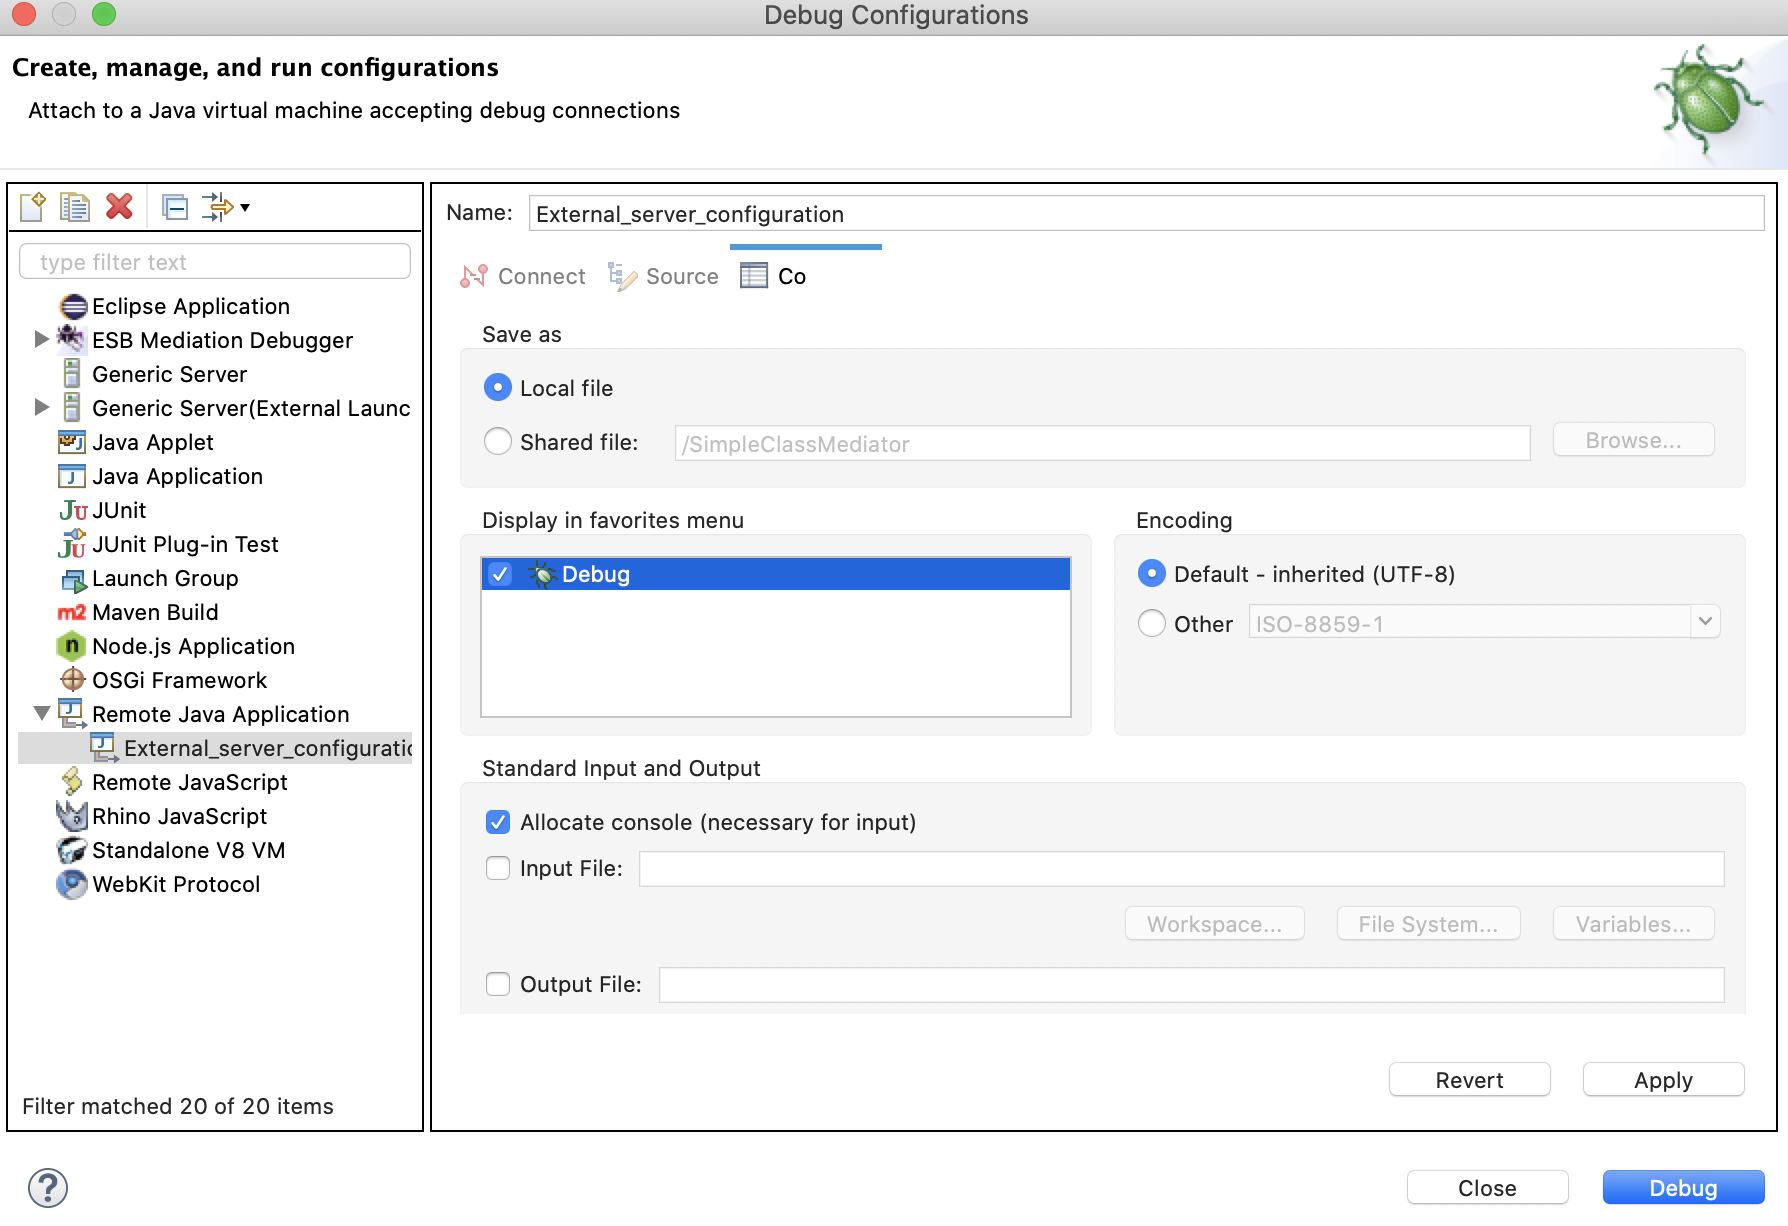 Debug Configurations
Create, manage, and run configurations
Attach to a Java virtual machine accepting debug connections
type filter text
Eclipse Application
ESB Mediation Debugger
Generic Server
Generic Server(External Launc
Java Applet
Java Application
JUnit
JUnit Plug-in Test
Launch Group
Maven Build
Node.js Application
OSGi Framework
Remote Java Application
External_server_configuratio
Remote JavaScript
Rhino JavaScript
Standalone V8 VM
WebKit Protocol
Filter matched 20 of 20 items
Name: External_server_configuration
Connect Source Co
Save as
Local file
Shared file: /SimpleClassMediator Browse...
Display in favorites menu
Debug
Encoding
Default - inherited (UTF-8)
Other ISO-8859-1
Standard Input and Output
Allocate console (necessary for input)
Input File:
Workspace... File System... Variables...
Output File:
Revert Apply
Close Debug